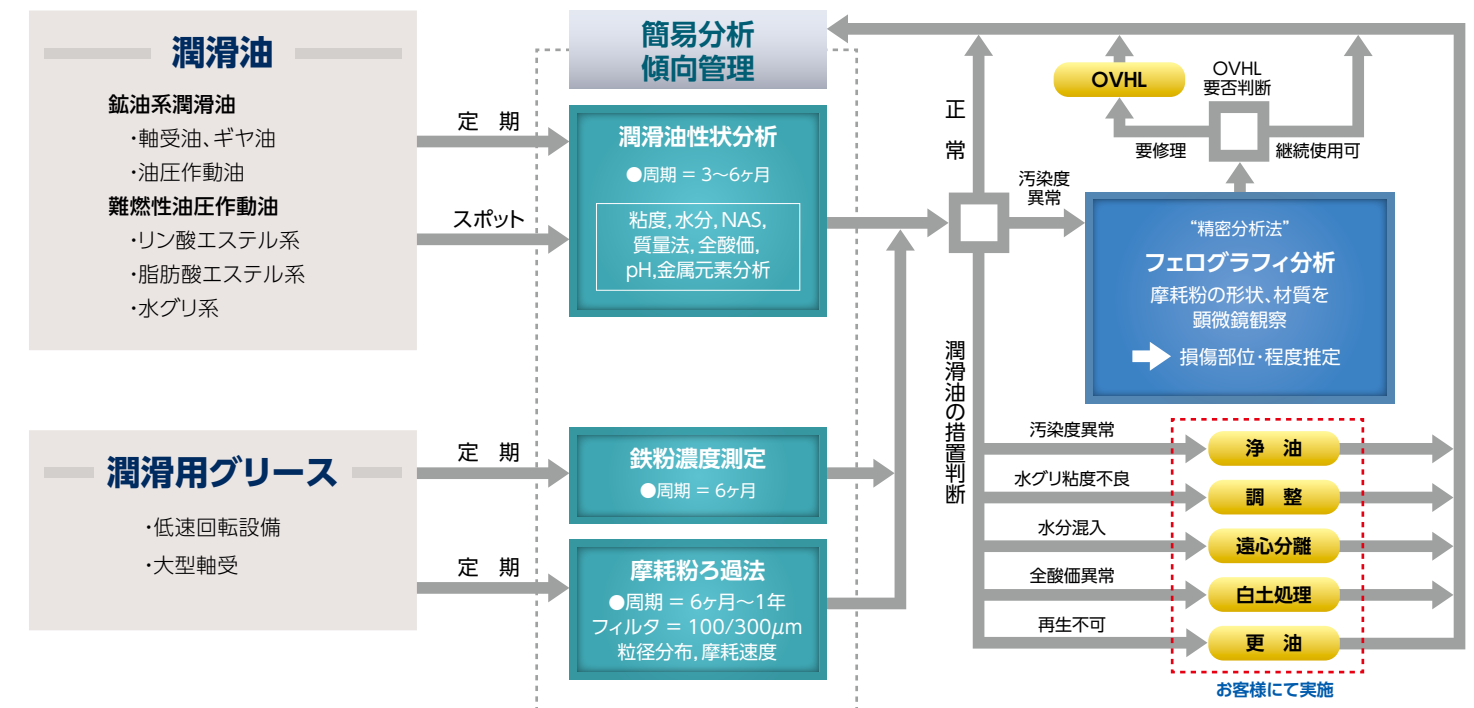 潤滑油
鉱油系潤滑油
・軸受油、ギヤ油
・油圧作動油
難燃性油圧作動油
・リン酸エステル系
・脂肪酸エステル系
・水グリ系
潤滑用グリース
・低速回転設備
・大型軸受
定 期
スポット
定 期
定 期
簡易分析
傾向管理
潤滑油性状分析
●周期 = 3〜6ヶ月
粘度,水分,NAS,
質量法,全酸価,
pH,金属元素分析
鉄粉濃度測定
●周期 = 6ヶ月
摩耗粉ろ過法
●周期 = 6ヶ月〜1年
フィルタ = 100/300μm
粒径分布,摩耗速度
正常
汚染度
異常
OVHL
OVHL
要否判断
要修理
継続使用可
“精密分析法”
フェログラフィ分析
摩耗粉の形状、材質を
顕微鏡観察
損傷部位・程度推定
潤滑油の措置判断
汚染度異常
浄 油
水グリ粘度不良
調 整
水分混入
遠心分離
全酸価異常
白土処理
再生不可
更 油
お客様にて実施